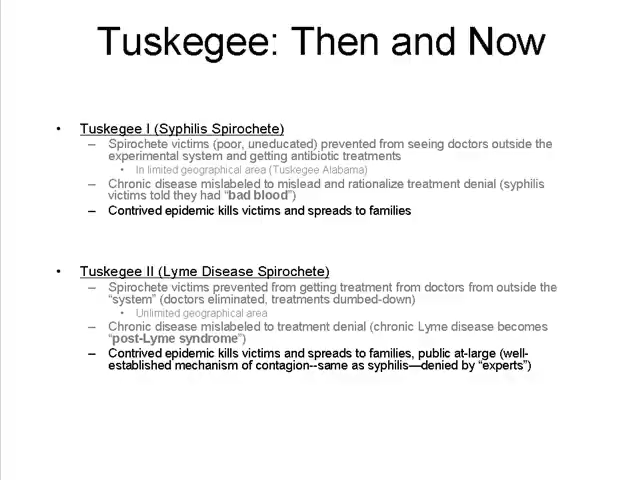 Tuskegee: Then and Now
• Tuskegee I (Syphilis Spirochete)
– Spirochete victims (poor, uneducated) prevented from seeing doctors outside the
experimental system and getting antibiotic treatments
• In limited geographical area (Tuskegee Alabama)
– Chronic disease mislabeled to mislead and rationalize treatment denial (syphilis
victims told they had "bad blood")
– Contrived epidemic kills victims and spreads to families
• Tuskegee II (Lyme Disease Spirochete)
– Spirochete victims prevented from getting treatment from doctors from outside the
"system" (doctors eliminated, treatments dumbed-down)
• Unlimited geographical area
– Chronic disease mislabeled to treatment denial (chronic Lyme disease becomes
"post-Lyme syndrome")
– Contrived epidemic kills victims and spreads to families, public at-large (well-
established mechanism of contagion--same as syphilis—denied by "experts")